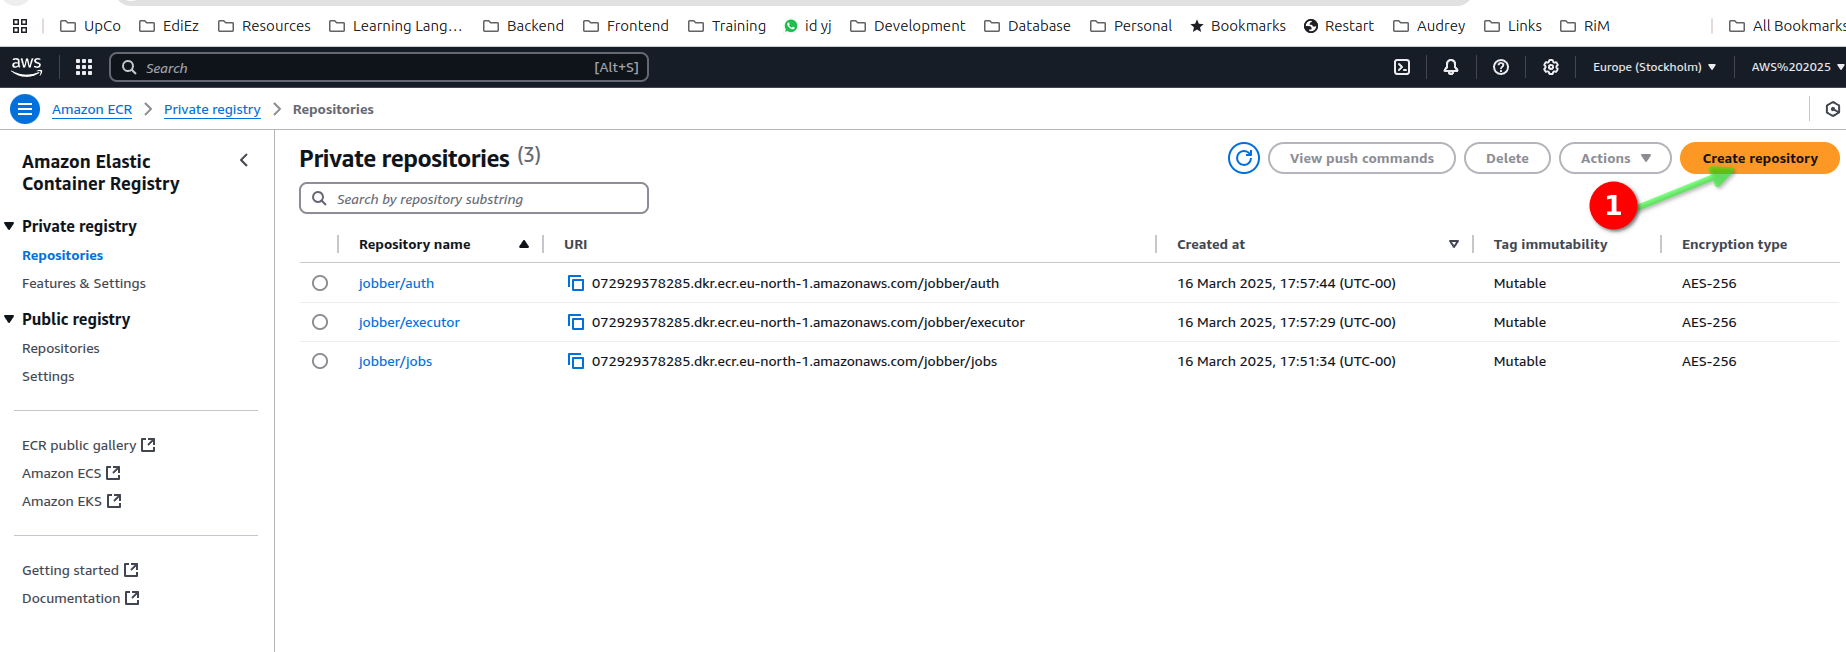 UpCo EdiEz Resources Learning Lang... Backend Frontend Training id yj Development Database Personal Bookmarks Restart Audrey Links RiM All Bookmarks
aws Search [Alt+S] Europe (Stockholm) AWS%202025
Amazon ECR Private registry Repositories
Amazon Elastic
Container Registry
Private registry
Repositories
Features & Settings
Public registry
Repositories
Settings
ECR public gallery
Amazon ECS
Amazon EKS
Getting started
Documentation
Private repositories (3) View push commands Delete Actions Create repository
Search by repository substring
1
Repository name URI Created at Tag immutability Encryption type
jobber/auth 072929378285.dkr.ecr.eu-north-1.amazonaws.com/jobber/auth 16 March 2025, 17:57:44 (UTC-00) Mutable AES-256
jobber/executor 072929378285.dkr.ecr.eu-north-1.amazonaws.com/jobber/executor 16 March 2025, 17:57:29 (UTC-00) Mutable AES-256
jobber/jobs 072929378285.dkr.ecr.eu-north-1.amazonaws.com/jobber/jobs 16 March 2025, 17:51:34 (UTC-00) Mutable AES-256